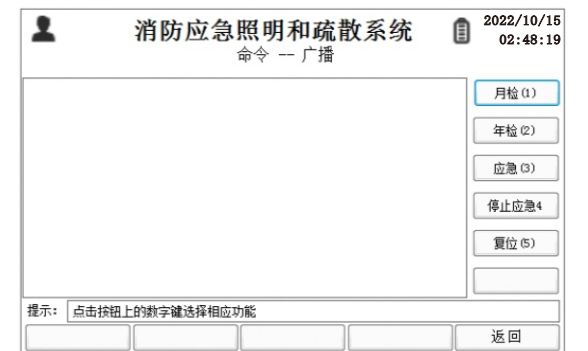 消防应急照明和疏散系统
2022/10/15
02:48:19
命令 -- 广播
月检(1)
年检(2)
应急(3)
停止应急4
复位(5)
提示:
点击按钮上的数字键选择相应功能
返回